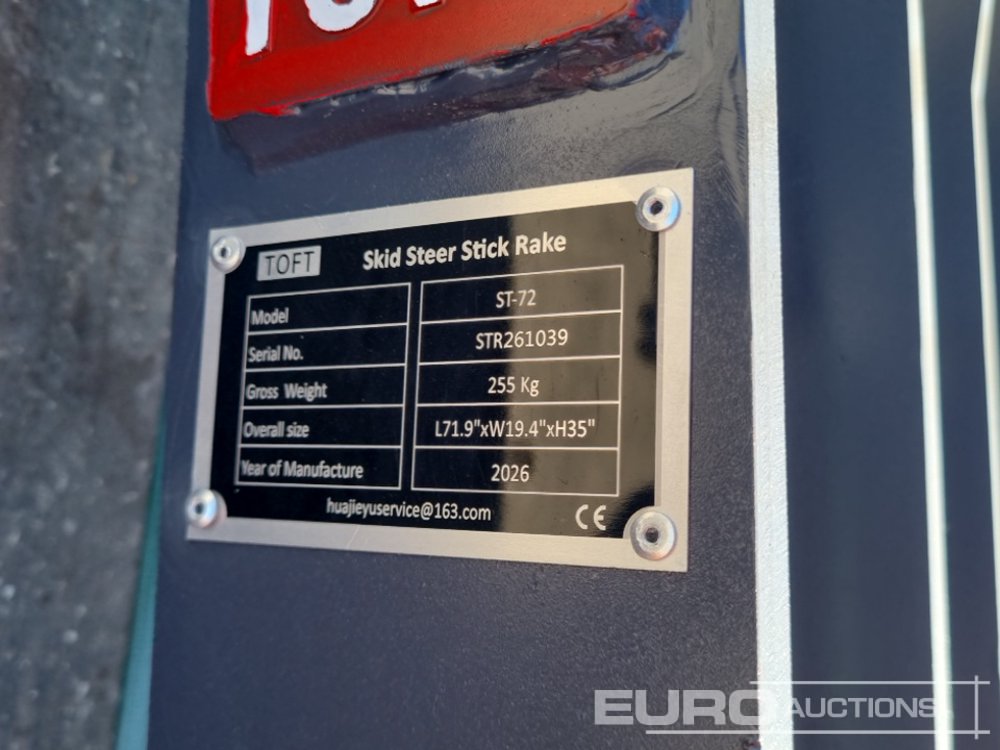 TOFT Skid Steer Stick Rake
Model ST-72
Serial No. STR261039
Gross Weight 255 Kg
Overall size L71.9"xW19.4"xH35"
Year of Manufacture 2026
huajieyuservice@163.com CE
EURO AUCTIONS